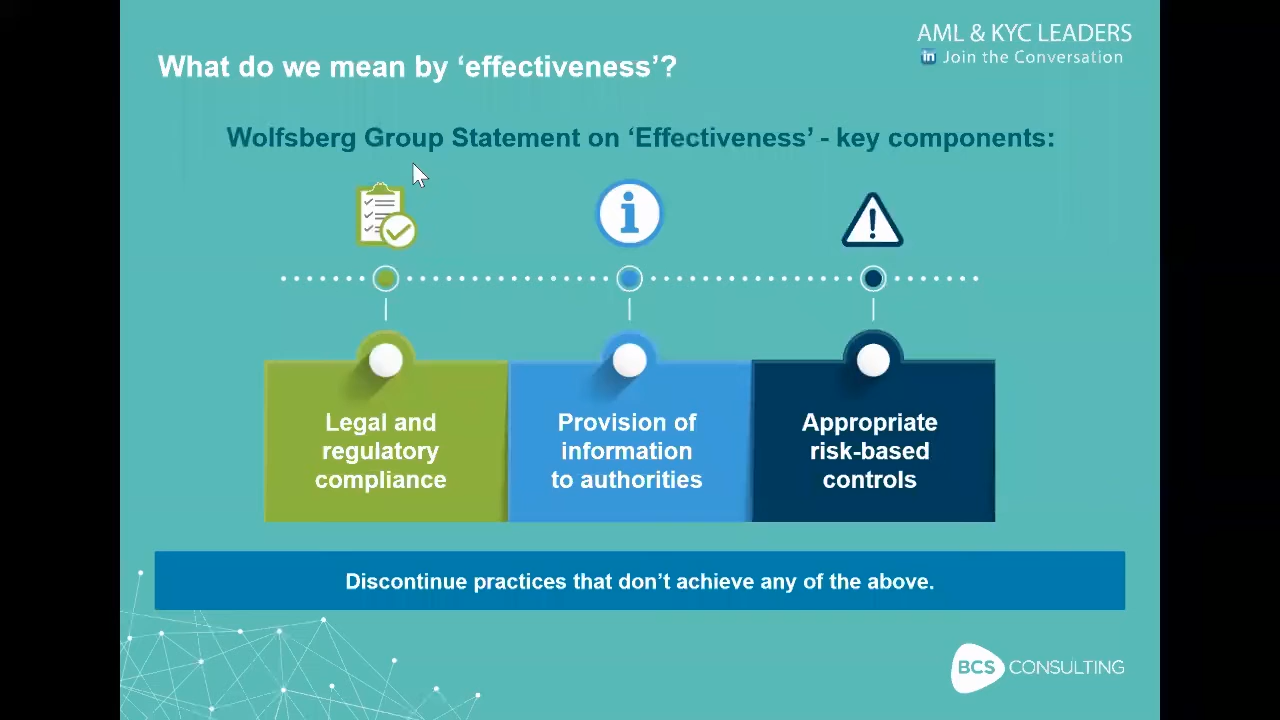 AML & KYC LEADERS
in Join the Conversation
What do we mean by ‘effectiveness’?
Wolfsberg Group Statement on ‘Effectiveness’ - key components:
i
!
Legal and
regulatory
compliance
Provision of
information
to authorities
Appropriate
risk-based
controls
Discontinue practices that don’t achieve any of the above.
BCS CONSULTING